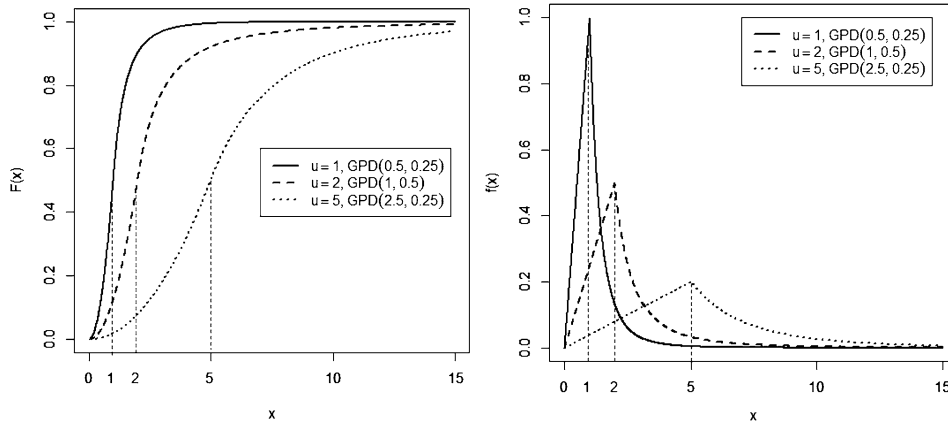 F(x)
1.0
0.8
0.6
0.4
0.2
0.0
u = 1, GPD(0.5, 0.25)
u = 2, GPD(1, 0.5)
u = 5, GPD(2.5, 0.25)
0 1 2 5 10 15
x
f(x)
1.0
0.8
0.6
0.4
0.2
0.0
u = 1, GPD(0.5, 0.25)
u = 2, GPD(1, 0.5)
u = 5, GPD(2.5, 0.25)
0 1 2 5 10 15
x